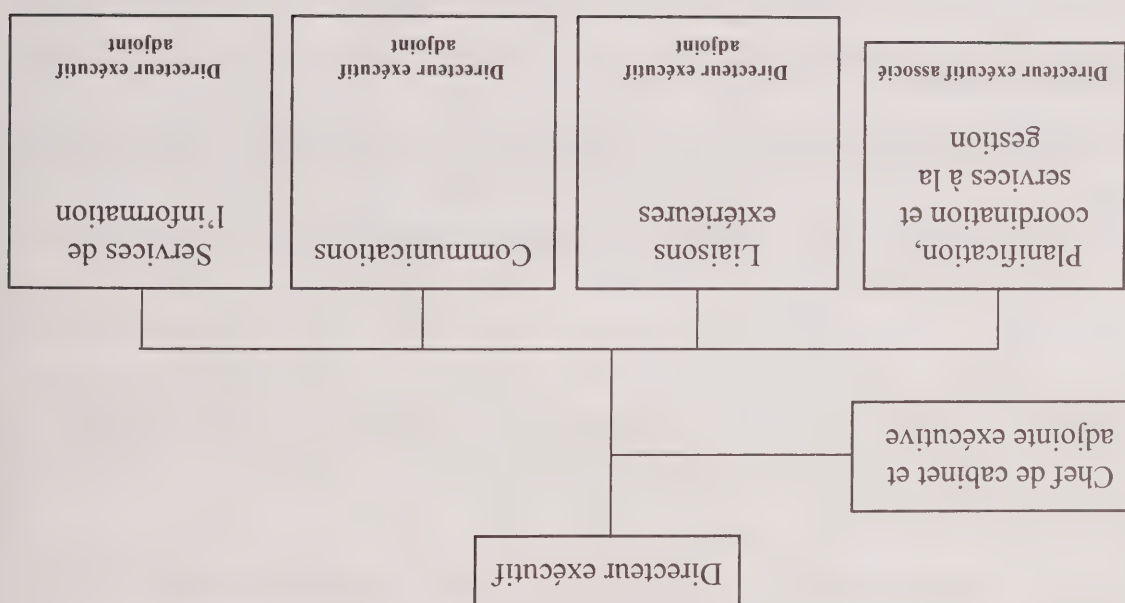 Directeur exécutif
Chef de cabinet et
adjointe exécutive
Planification,
coordination et
services à la
gestion
Directeur exécutif associé
Liaisons
extérieures
Directeur exécutif
adjoint
Communications
Directeur exécutif
adjoint
Services de
l'information
Directeur exécutif
adjoint